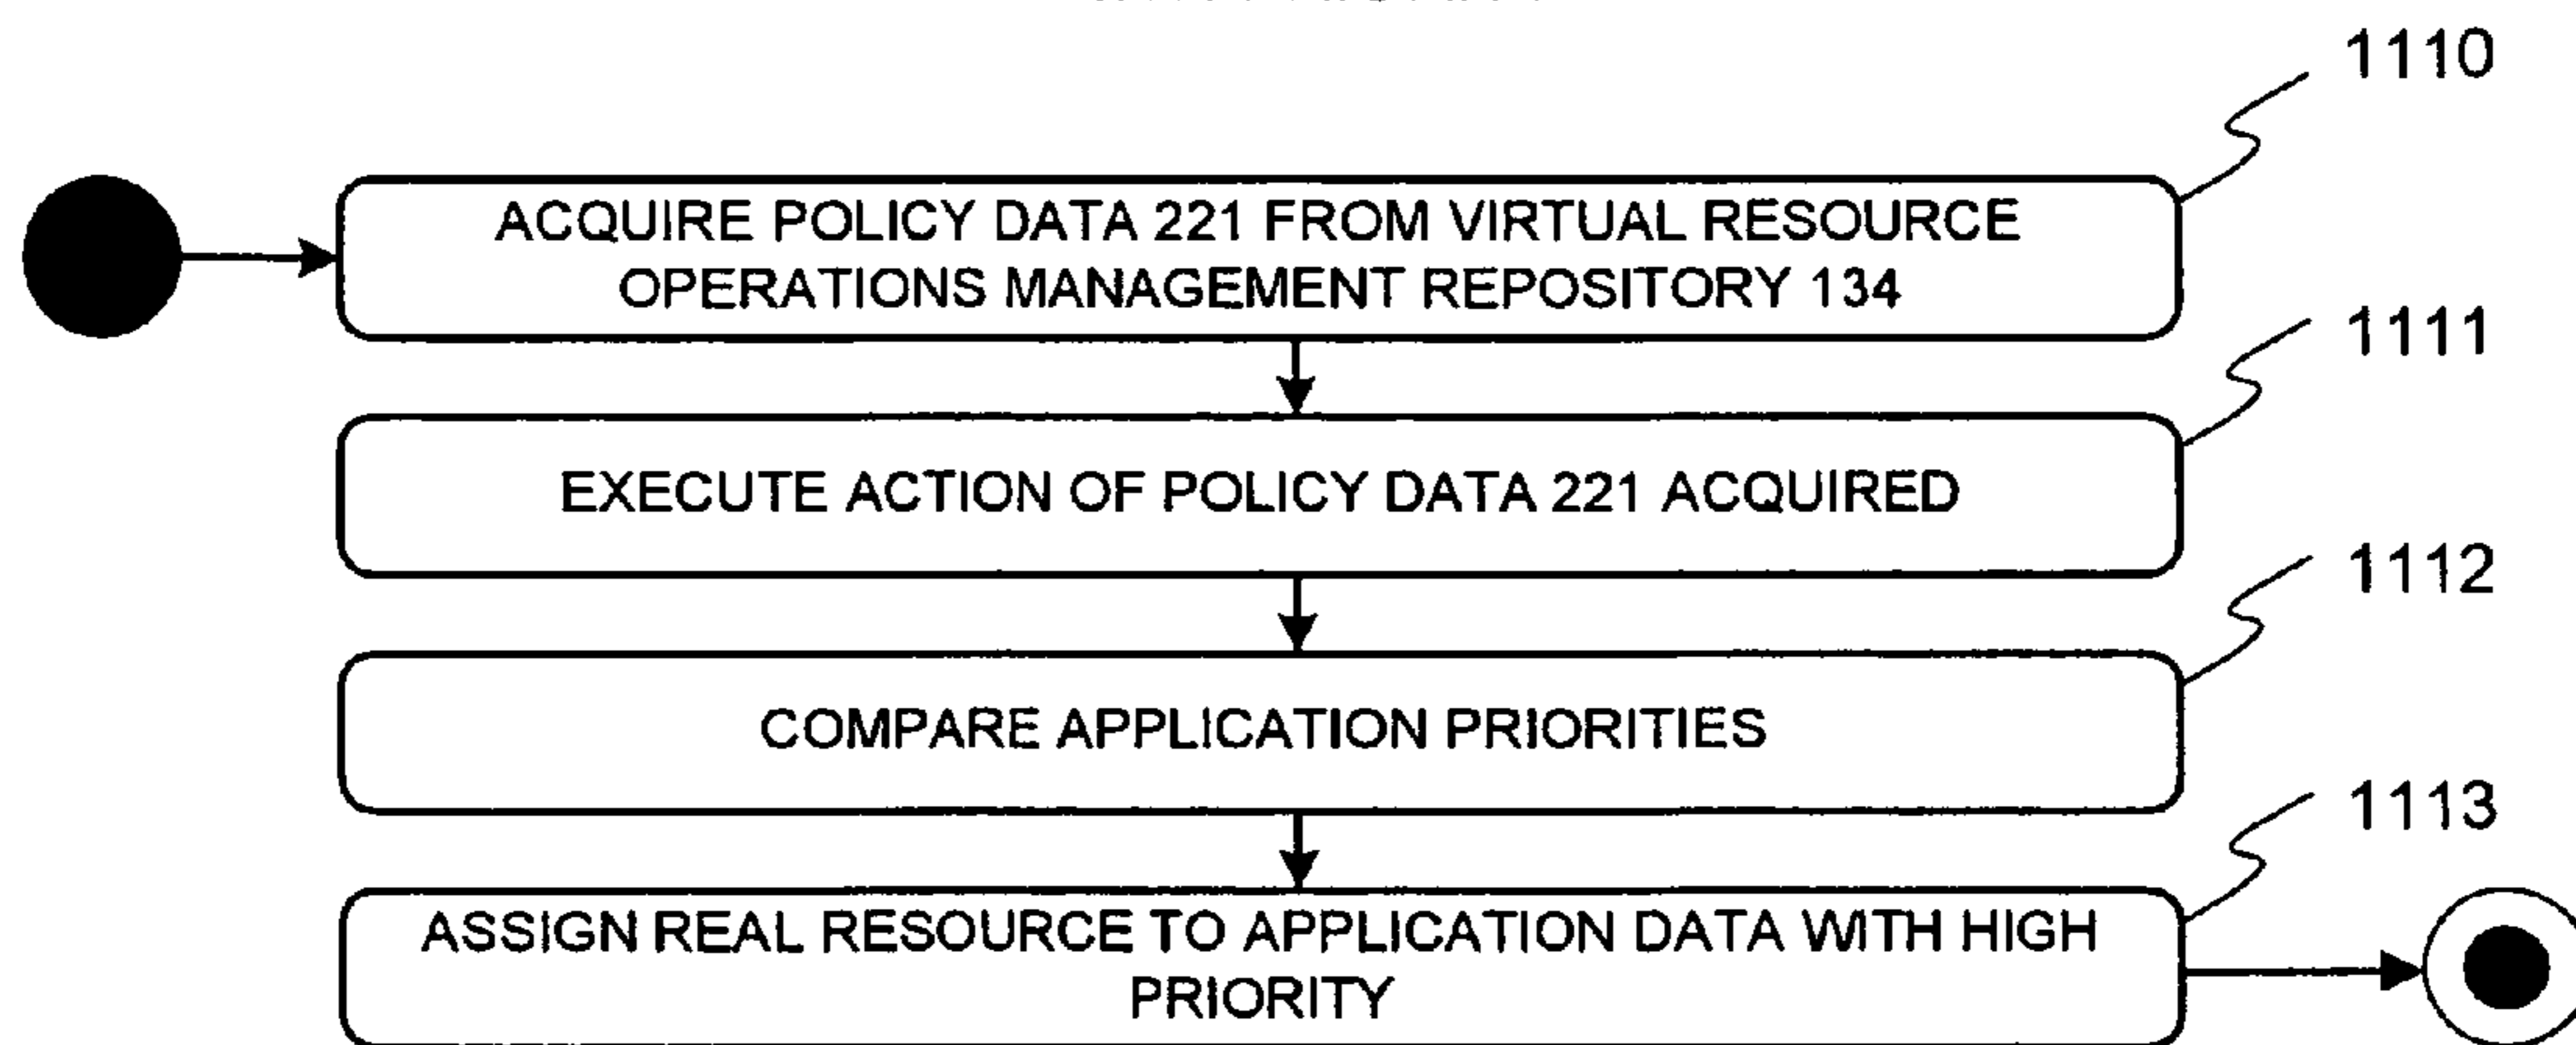 1110
ACQUIRE POLICY DATA 221 FROM VIRTUAL RESOURCE
OPERATIONS MANAGEMENT REPOSITORY 134
1111
EXECUTE ACTION OF POLICY DATA 221 ACQUIRED
1112
COMPARE APPLICATION PRIORITIES
1113
ASSIGN REAL RESOURCE TO APPLICATION DATA WITH HIGH
PRIORITY